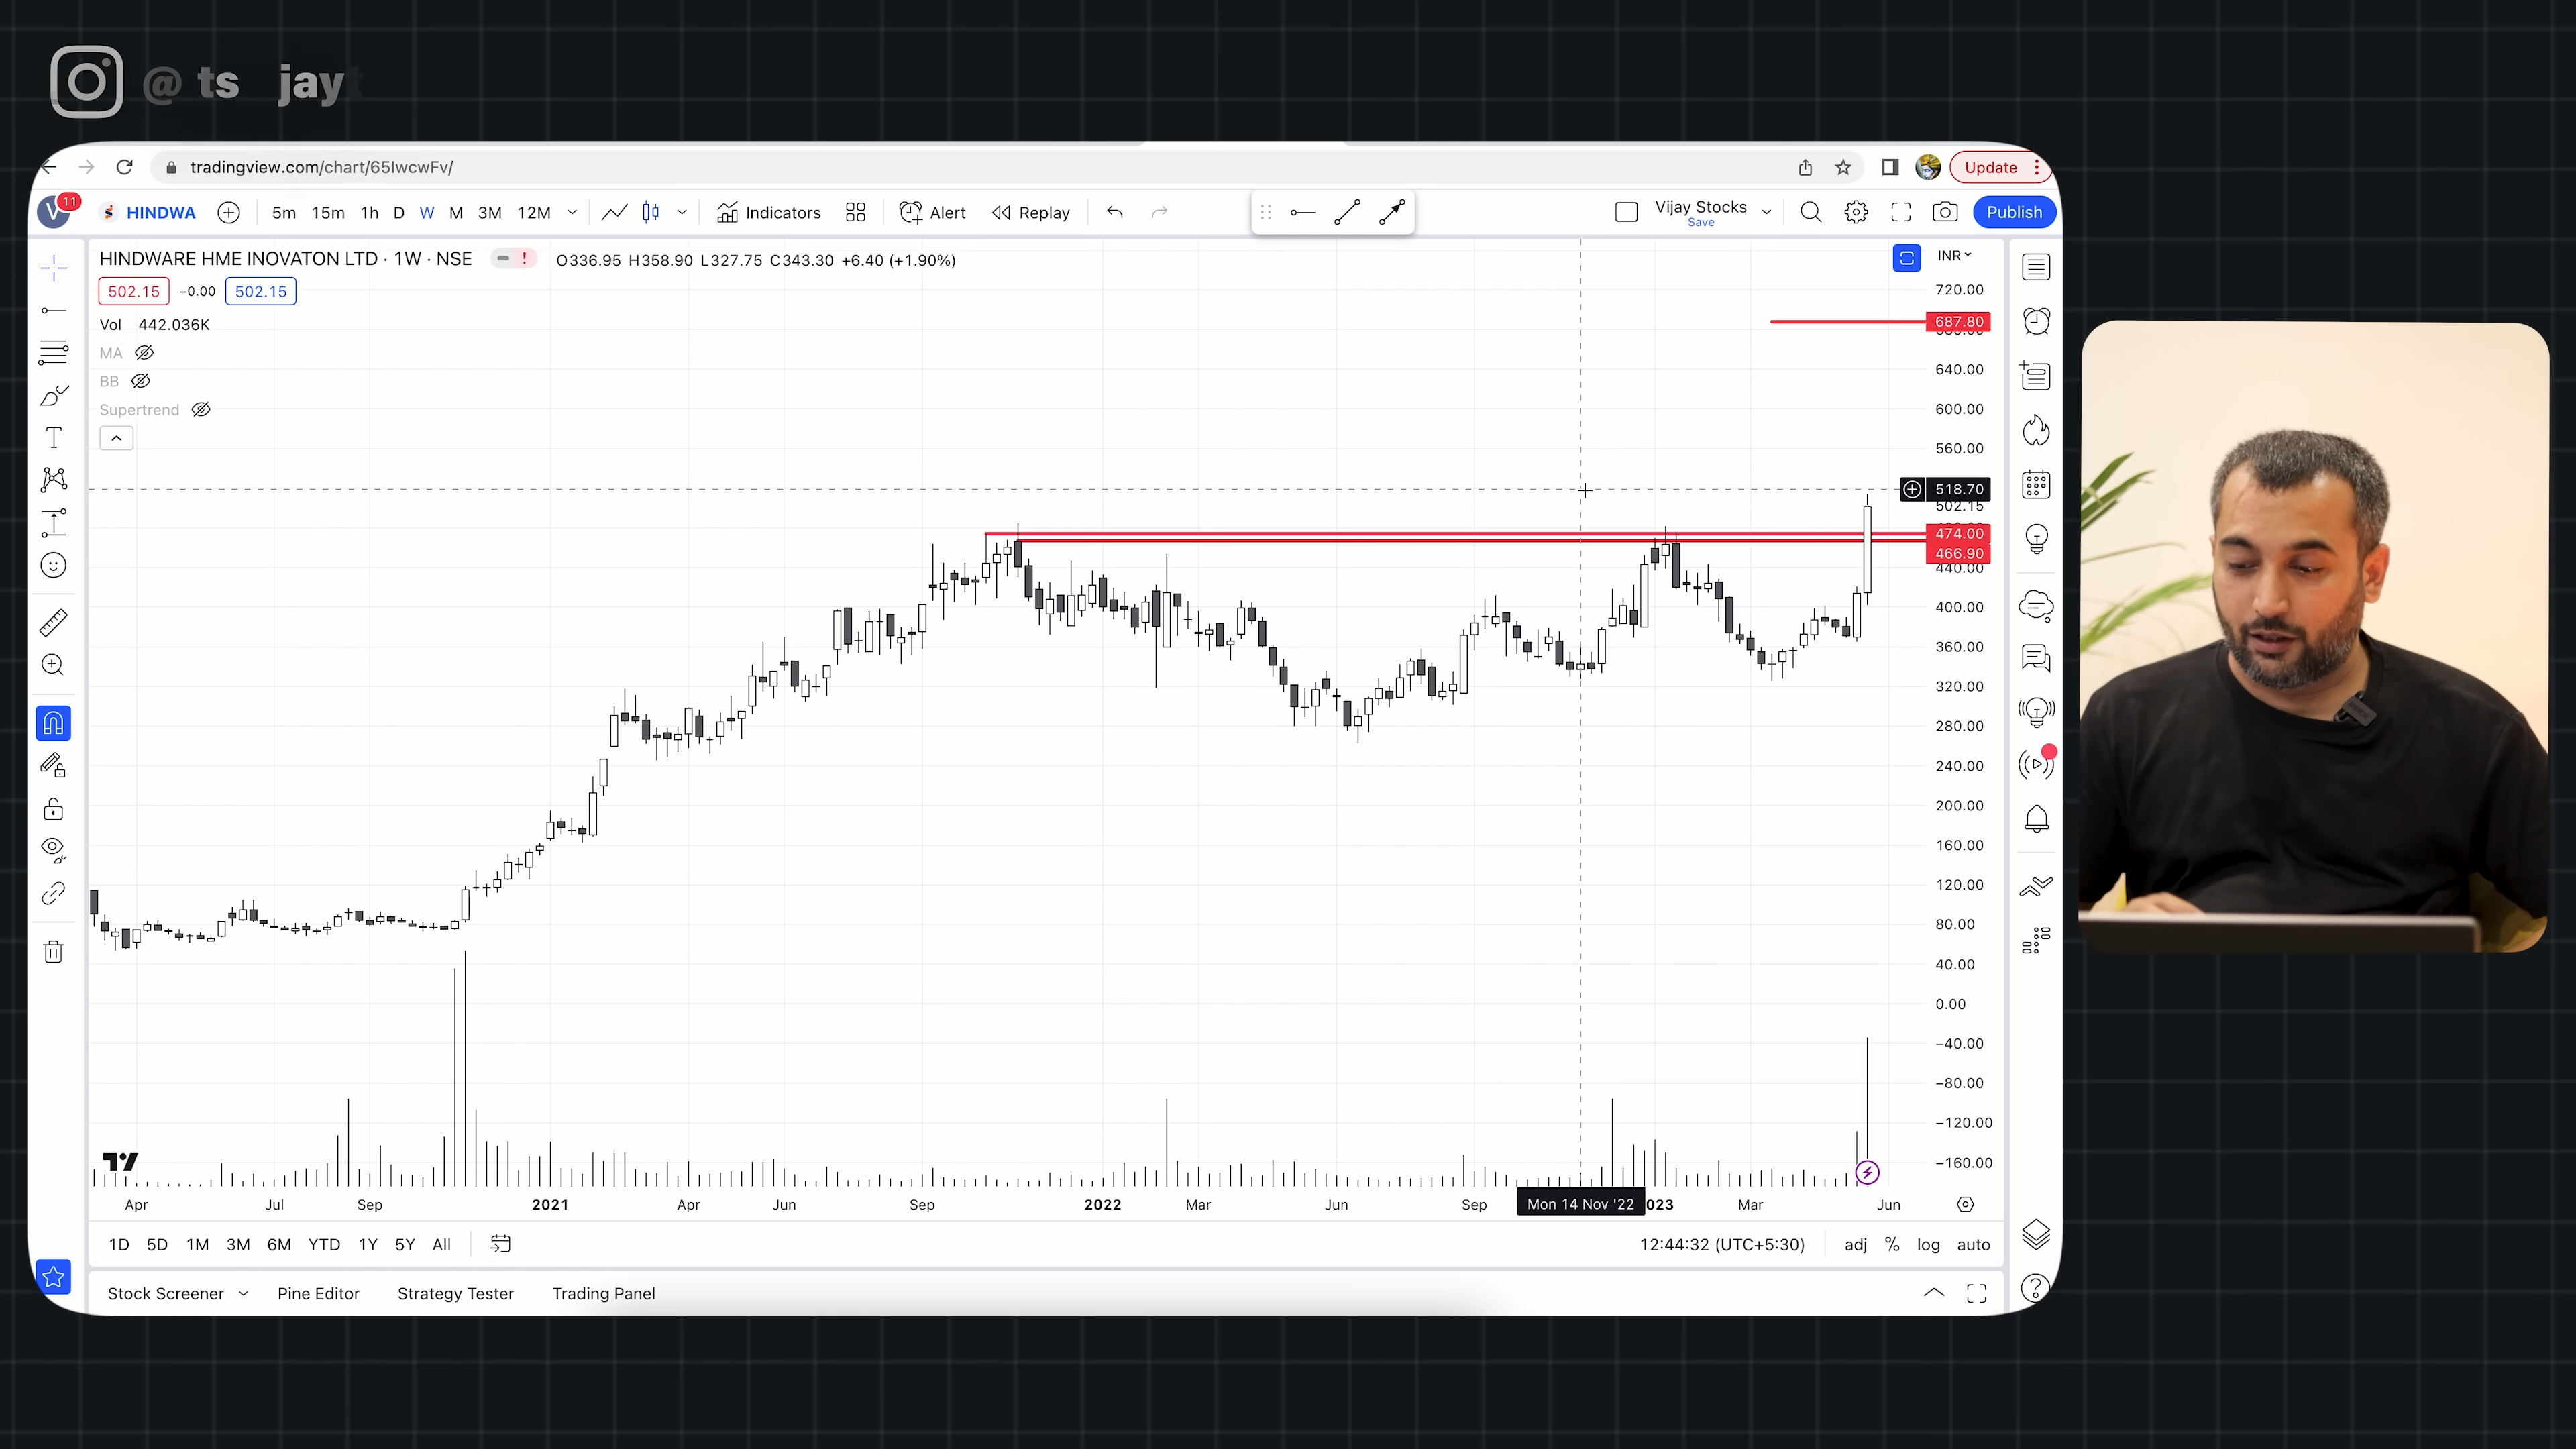 @ ts jay
tradingview.com/chart/65IwcwFv/
Update
V 11 HINDWA 5m 15m 1h D W M 3M 12M Indicators Alert Replay Vijay Stocks Publish
Save
HINDWARE HME INOVATON LTD · 1W · NSE ! O336.95 H358.90 L327.75 C343.30 +6.40 (+1.90%) INR
502.15 −0.00 502.15
Vol 442.036K
MA
BB
Supertrend
720.00
687.80
640.00
600.00
560.00
518.70
502.15
474.00
466.90
440.00
400.00
360.00
320.00
280.00
240.00
200.00
160.00
120.00
80.00
40.00
0.00
−40.00
−80.00
−120.00
−160.00
Apr Jul Sep 2021 Apr Jun Sep 2022 Mar Jun Sep Mon 14 Nov '22 023 Mar Jun
1D 5D 1M 3M 6M YTD 1Y 5Y All 12:44:32 (UTC+5:30) adj % log auto
Stock Screener Pine Editor Strategy Tester Trading Panel